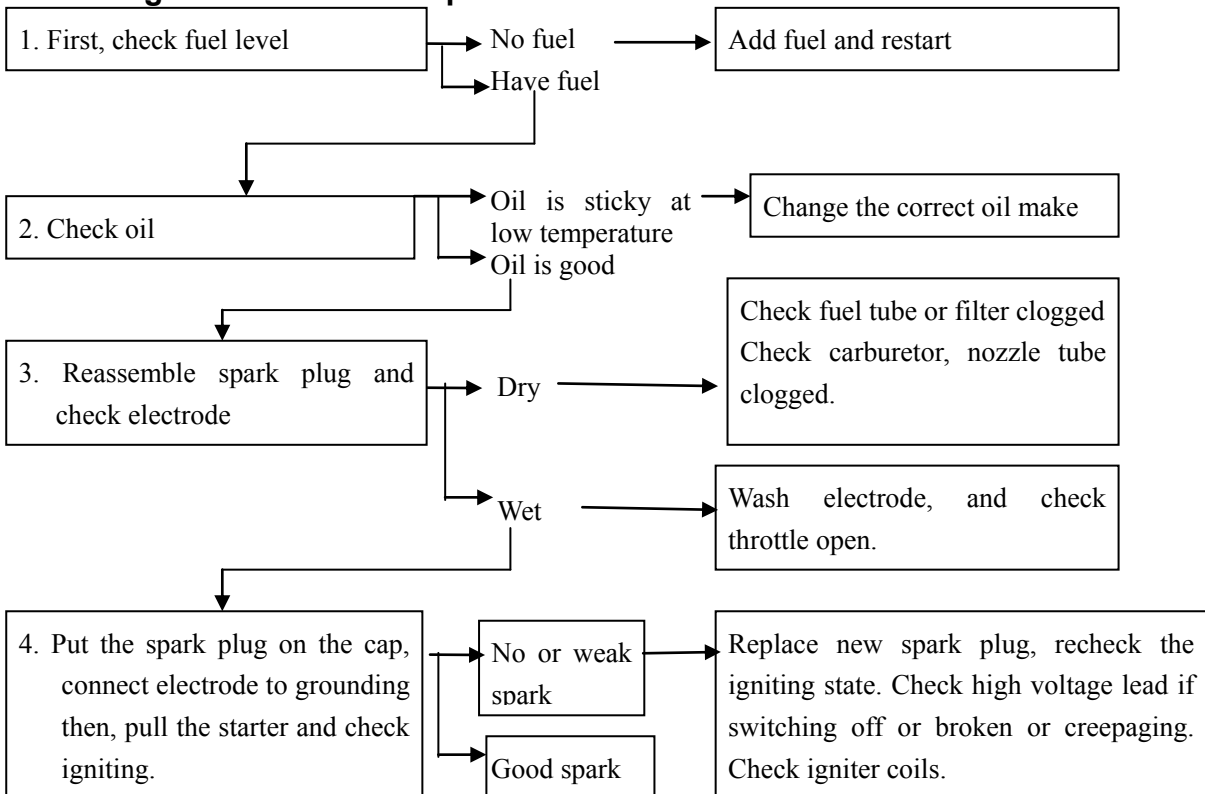 1. First, check fuel level
No fuel
Add fuel and restart
Have fuel
2. Check oil
Oil is sticky at
low temperature
Change the correct oil make
Oil is good
3. Reassemble spark plug and
check electrode
Dry
Check fuel tube or filter clogged
Check carburetor, nozzle tube
clogged.
Wet
Wash electrode, and check
throttle open.
4. Put the spark plug on the cap,
connect electrode to grounding
then, pull the starter and check
igniting.
No or weak
spark
Good spark
Replace new spark plug, recheck the
igniting state. Check high voltage lead if
switching off or broken or creepaging.
Check igniter coils.